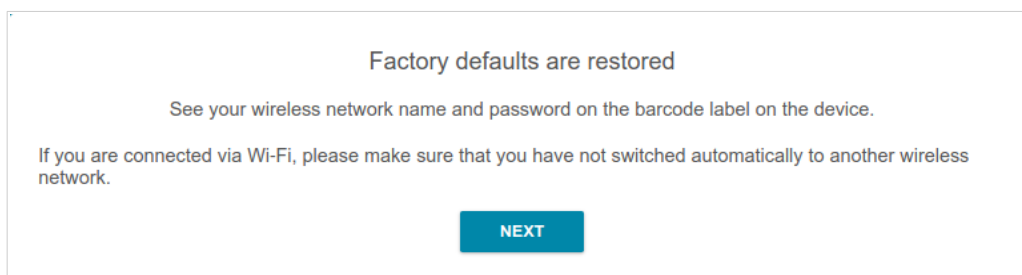 Factory defaults are restored
See your wireless network name and password on the barcode label on the device.
If you are connected via Wi-Fi, please make sure that you have not switched automatically to another wireless
network.
NEXT